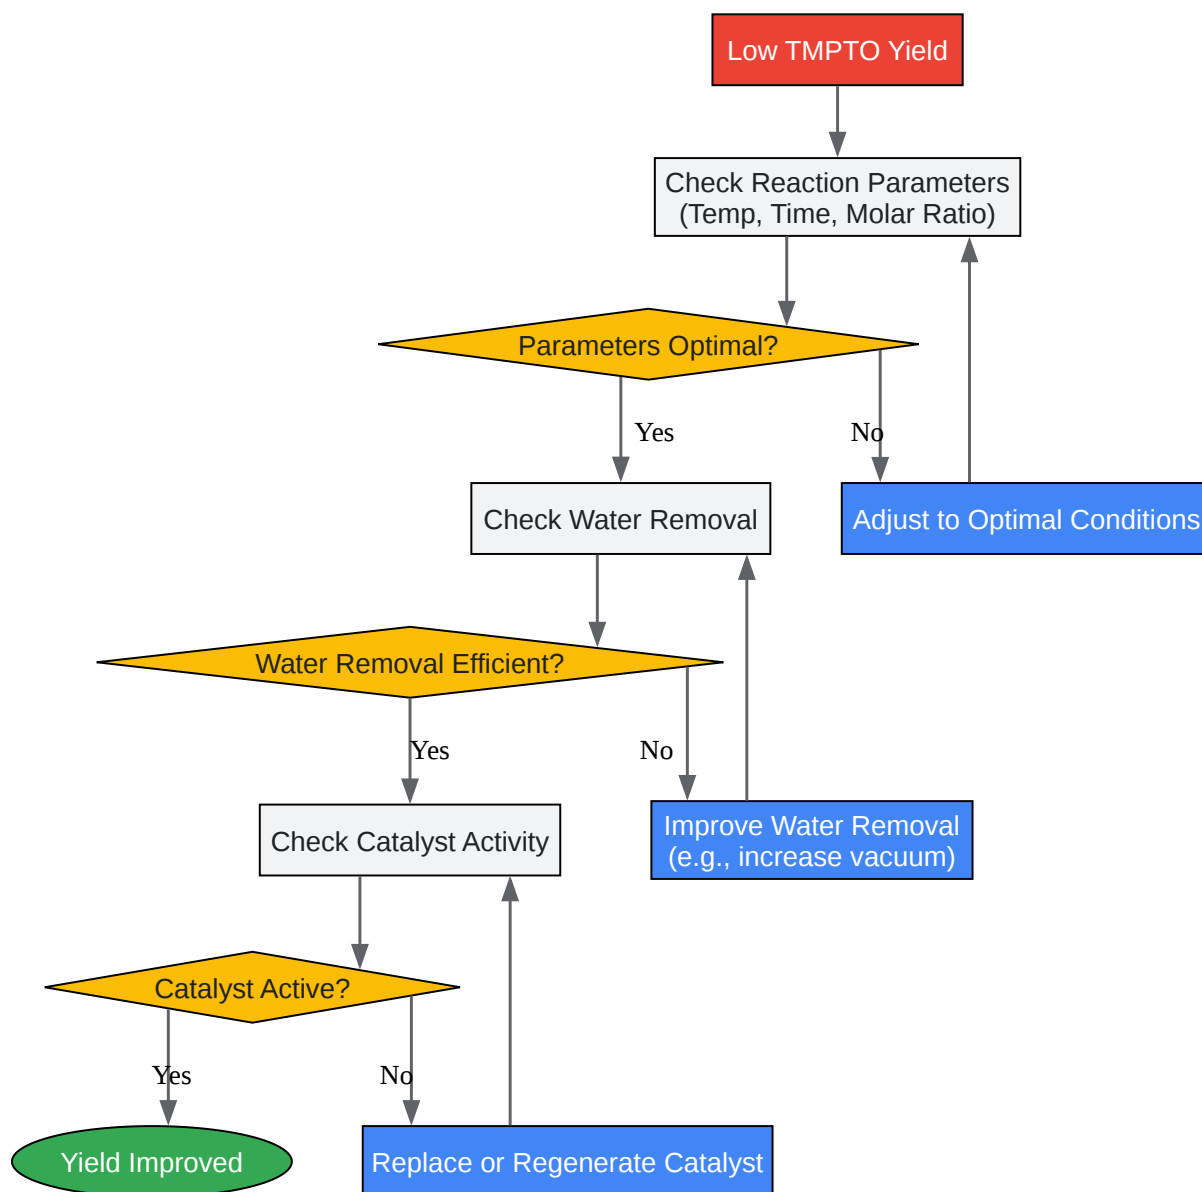 Low TMPTO Yield
Check Reaction Parameters
(Temp, Time, Molar Ratio)
Parameters Optimal?
Yes
No
Check Water Removal
Adjust to Optimal Conditions
Water Removal Efficient?
Yes
No
Check Catalyst Activity
Improve Water Removal
(e.g., increase vacuum)
Catalyst Active?
Yes
No
Yield Improved
Replace or Regenerate Catalyst